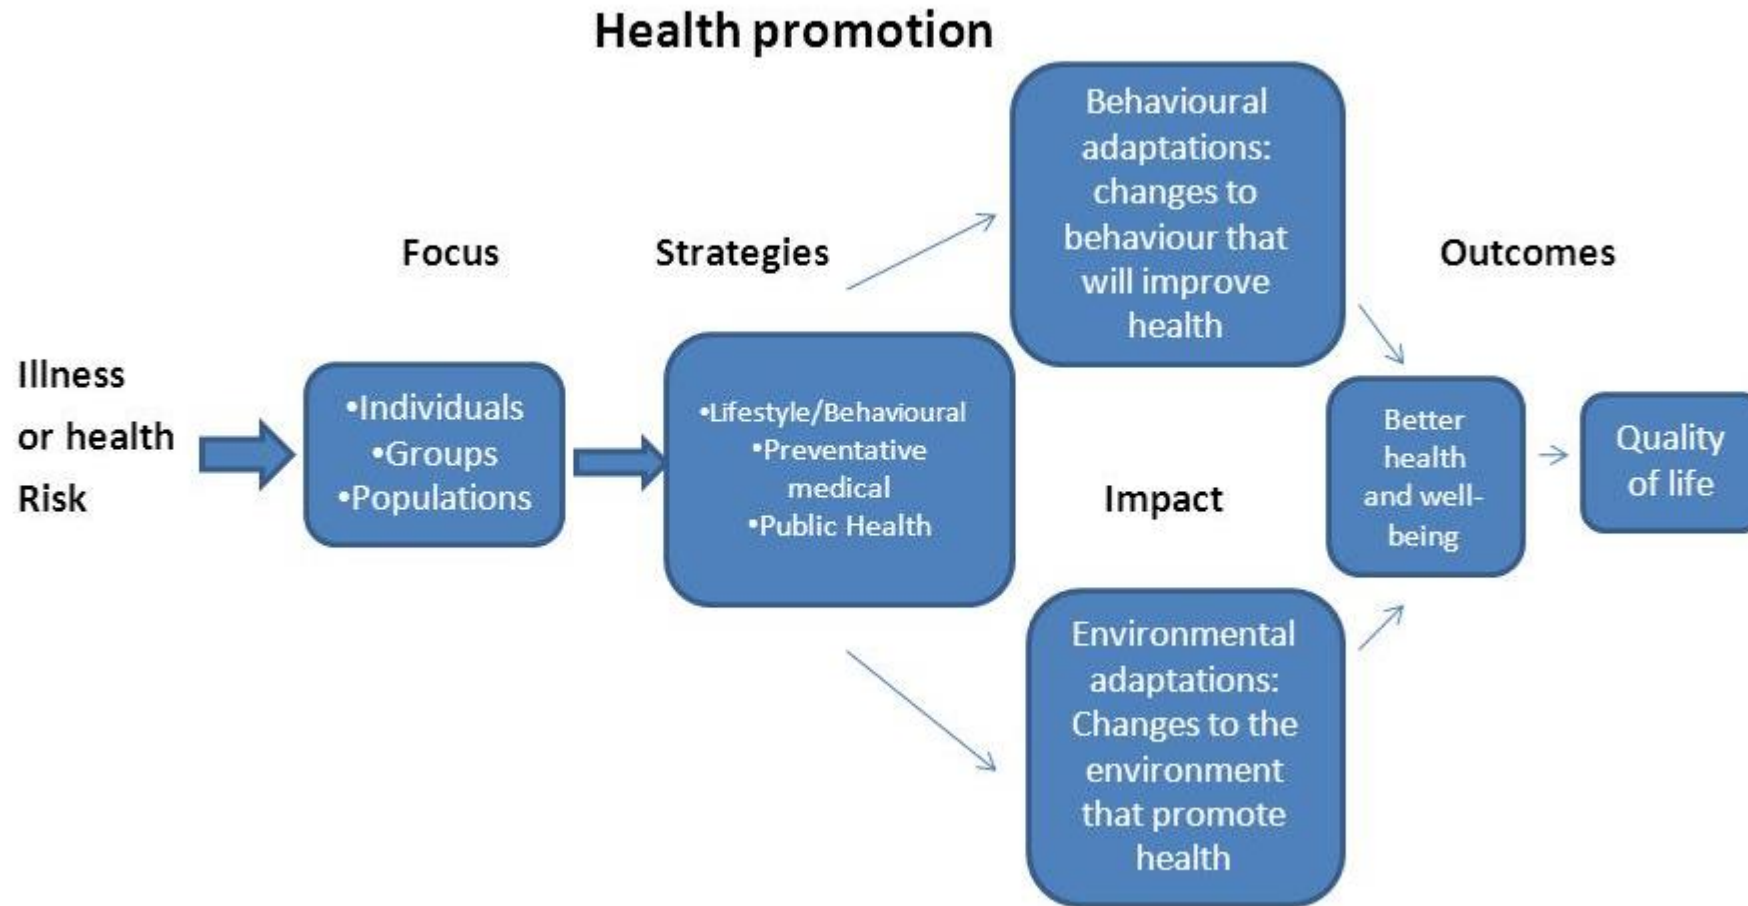 Health promotion
Focus
Strategies
Outcomes
Impact
Illness
or health
Risk
•Individuals
•Groups
•Populations
•Lifestyle/Behavioural
•Preventative
medical
•Public Health
Behavioural
adaptations:
changes to
behaviour that
will improve
health
Environmental
adaptations:
Changes to the
environment
that promote
health
Better
health
and well-
being
Quality
of life